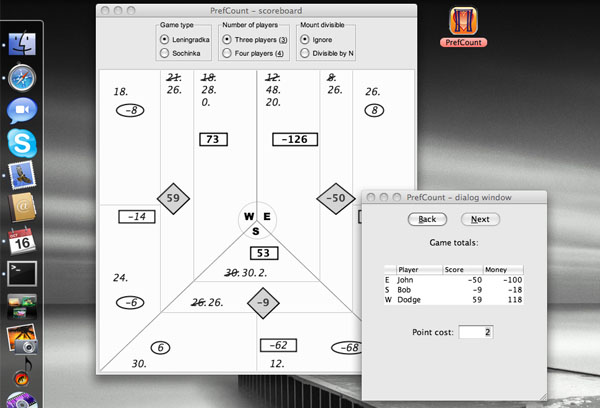 PrefCount – scoreboard
Game type
Number of players
Mount divisible
Leningradka
Three players (3)
Ignore
Sochinka
Four players (4)
Divisible by N
PrefCount
21.
18.
12.
8.
18.
26.
28.
48.
26.
26.
0.
20.
-8
8
73
-126
59
-50
-14
W E
S
53
30.30.2.
24.
-6
26.26.
-9
6
-62
-68
30.
12.
PrefCount – dialog window
Back
Next
Game totals:
Player
Score
Money
E John -50 -100
S Bob -9 -18
W Dodge 59 118
Point cost: 2
OCT
16